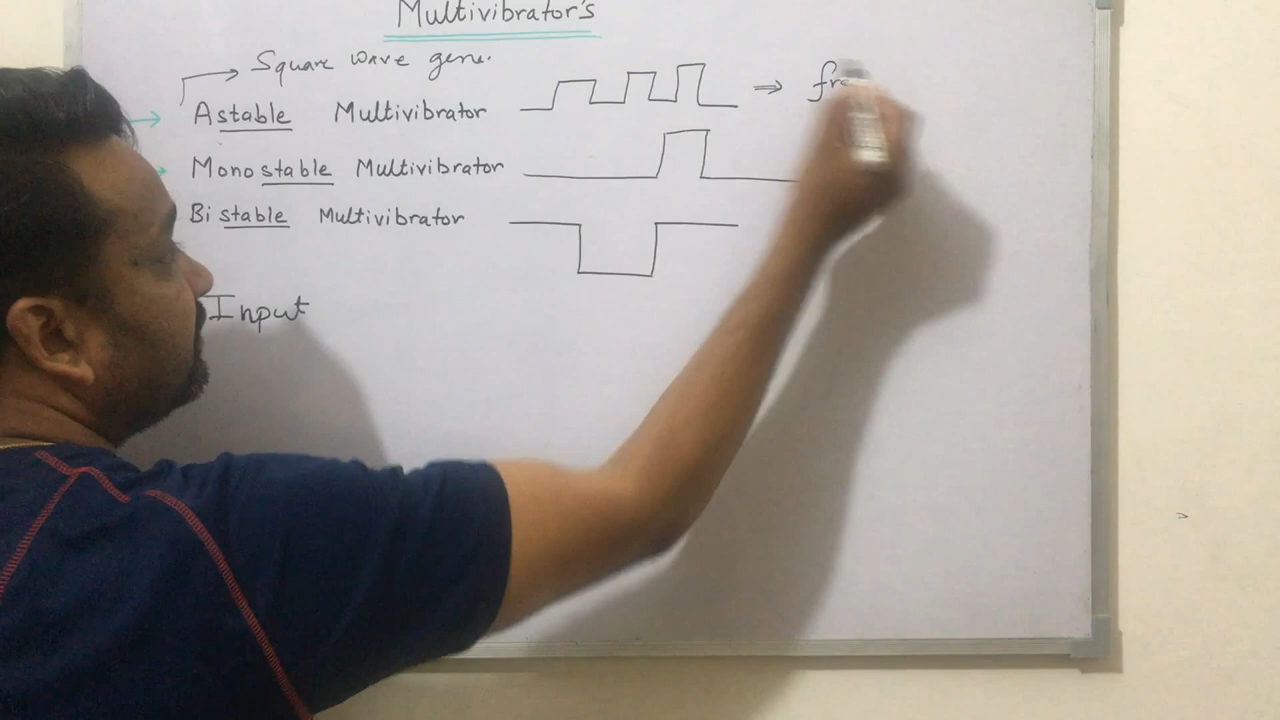 Multivibrator's
Square wave gene.
Astable Multivibrator ⇒
Monostable Multivibrator
Bistable Multivibrator
Input